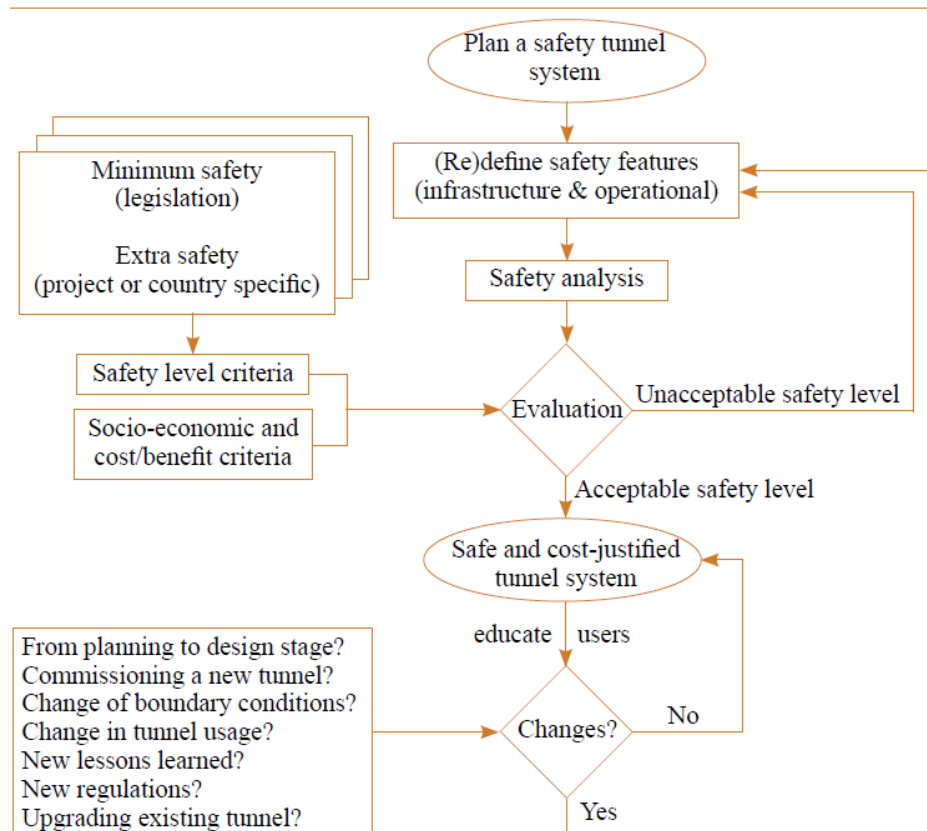 Plan a safety tunnel
system
(Re)define safety features
(infrastructure & operational)
Minimum safety
(legislation)
Extra safety
(project or country specific)
Safety analysis
Safety level criteria
Socio-economic and
cost/benefit criteria
Evaluation
Unacceptable safety level
Acceptable safety level
Safe and cost-justified
tunnel system
educate users
From planning to design stage?
Commissioning a new tunnel?
Change of boundary conditions?
Change in tunnel usage?
New lessons learned?
New regulations?
Upgrading existing tunnel?
Changes?
No
Yes